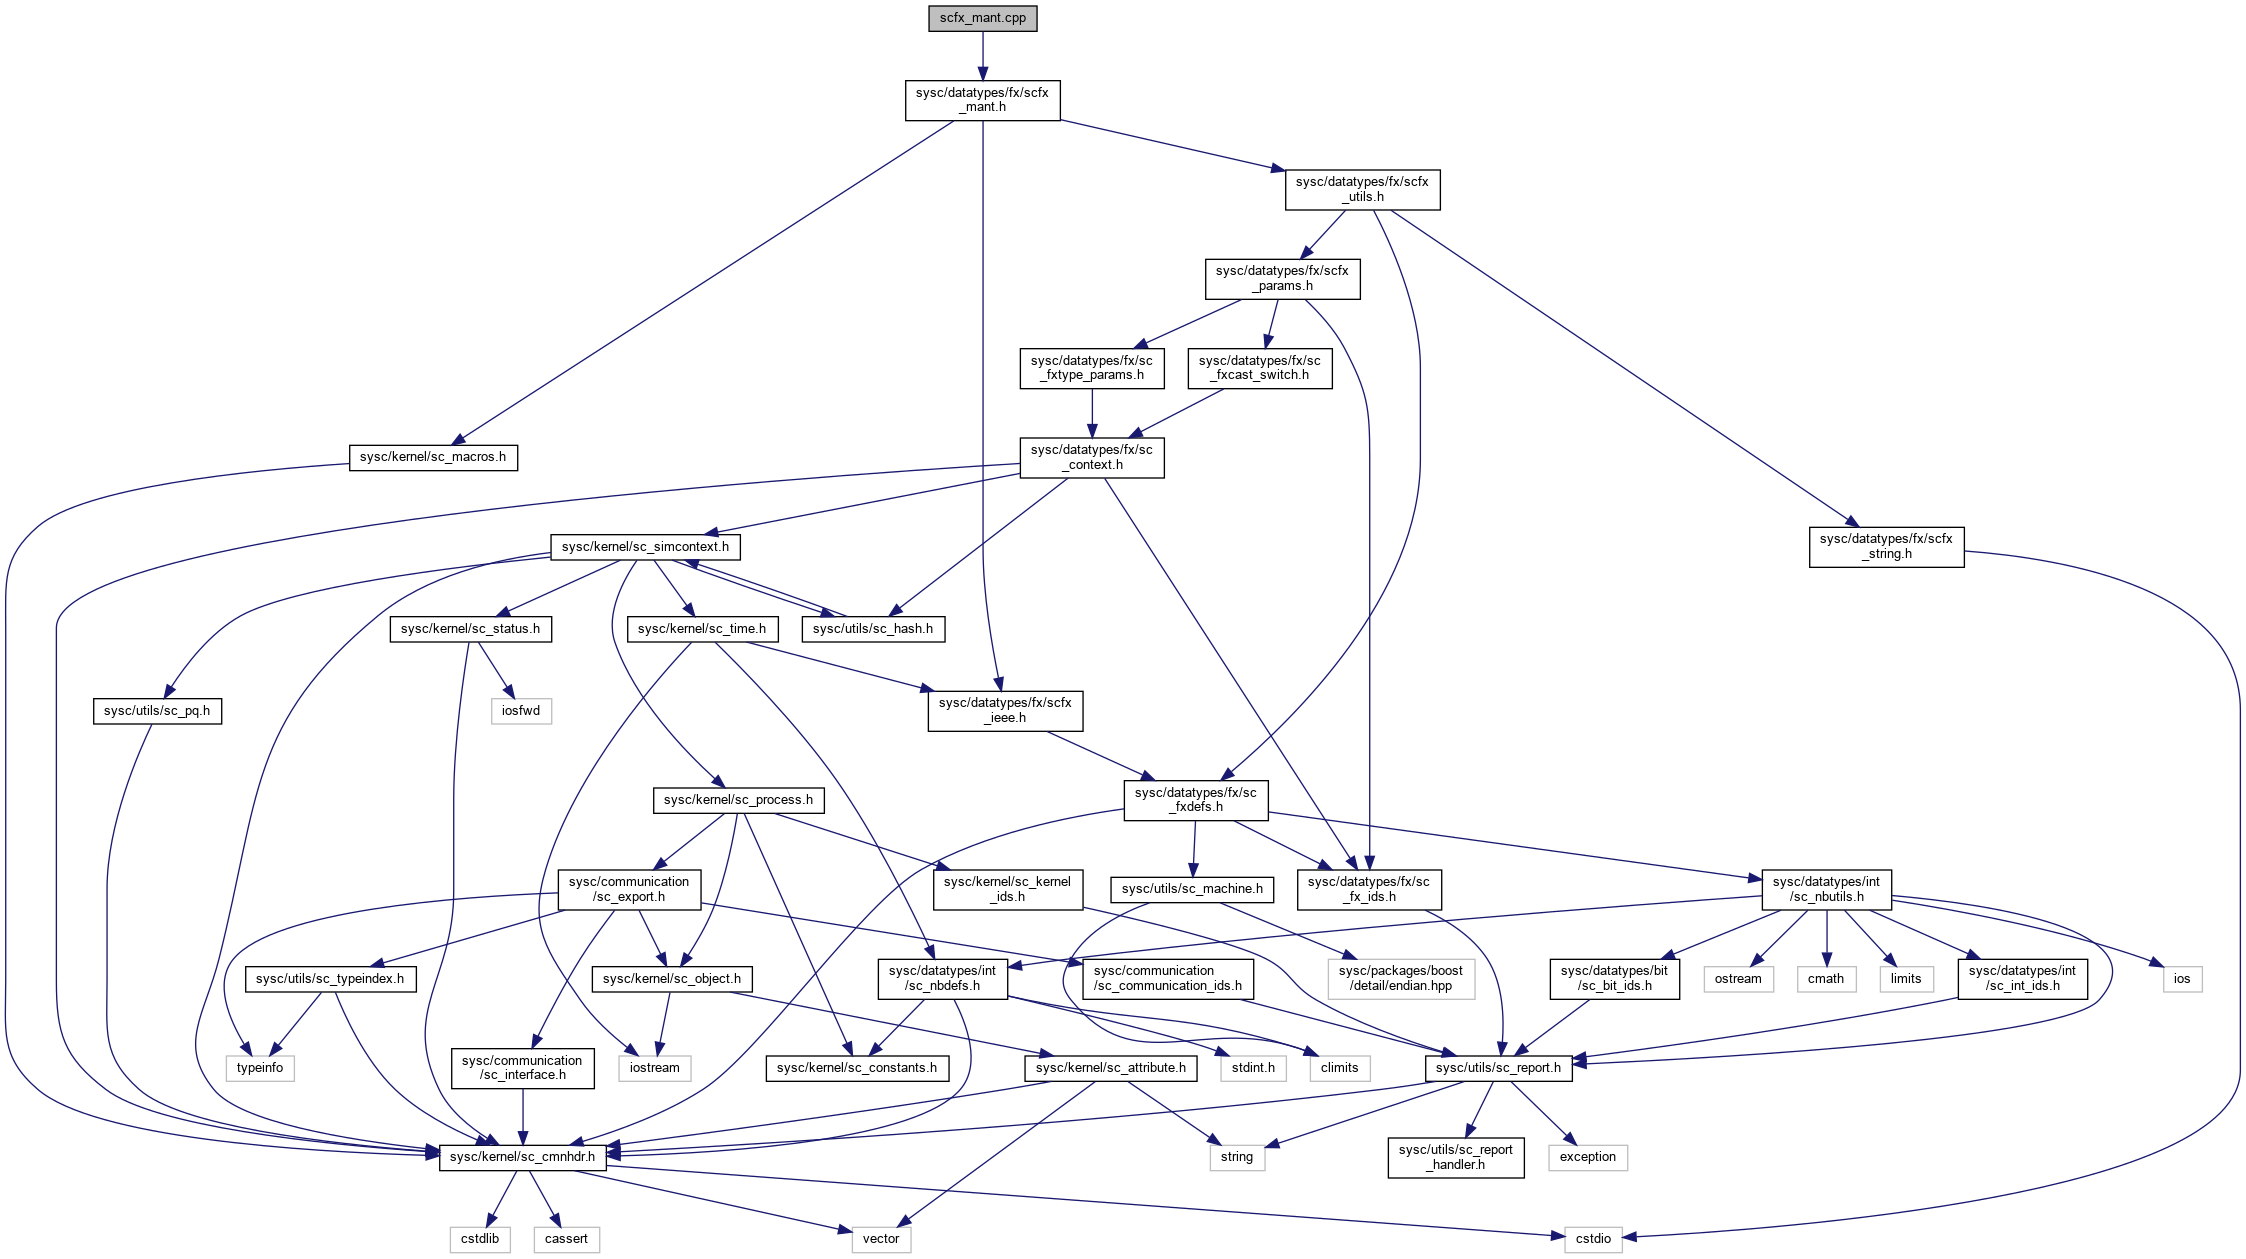 scfx_mant.cpp
sysc/datatypes/fx/scfx
_mant.h
sysc/datatypes/fx/scfx
_utils.h
sysc/datatypes/fx/scfx
_params.h
sysc/datatypes/fx/sc
_fxtype_params.h
sysc/datatypes/fx/sc
_fxcast_switch.h
sysc/kernel/sc_macros.h
sysc/datatypes/fx/sc
_context.h
sysc/kernel/sc_simcontext.h
sysc/datatypes/fx/scfx
_string.h
sysc/kernel/sc_status.h
sysc/kernel/sc_time.h
sysc/utils/sc_hash.h
sysc/utils/sc_pq.h
iosfwd
sysc/datatypes/fx/scfx
_ieee.h
sysc/kernel/sc_process.h
sysc/datatypes/fx/sc
_fxdefs.h
sysc/communication
/sc_export.h
sysc/kernel/sc_kernel
_ids.h
sysc/utils/sc_machine.h
sysc/datatypes/fx/sc
_fx_ids.h
sysc/datatypes/int
/sc_nbutils.h
sysc/utils/sc_typeindex.h
sysc/kernel/sc_object.h
sysc/datatypes/int
/sc_nbdefs.h
sysc/communication
/sc_communication_ids.h
sysc/packages/boost
/detail/endian.hpp
sysc/datatypes/bit
/sc_bit_ids.h
ostream
cmath
limits
sysc/datatypes/int
/sc_int_ids.h
ios
typeinfo
sysc/communication
/sc_interface.h
iostream
sysc/kernel/sc_constants.h
sysc/kernel/sc_attribute.h
stdint.h
climits
sysc/utils/sc_report.h
sysc/kernel/sc_cmnhdr.h
string
sysc/utils/sc_report
_handler.h
exception
cstdlib
cassert
vector
cstdio